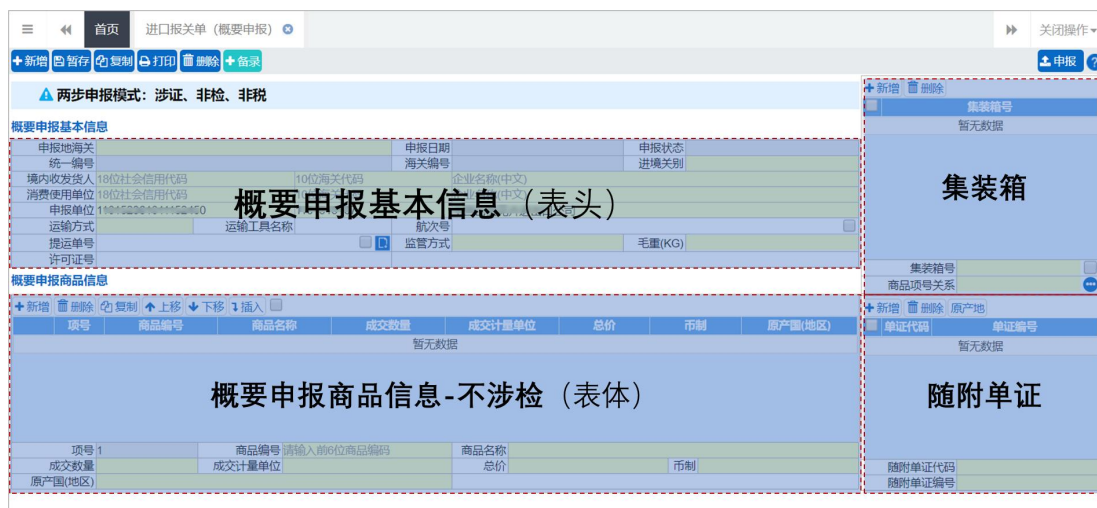 首页 进口报关单（概要申报） 关闭操作
新增 暂存 复制 打印 删除 备录 申报 ?
两步申报模式：涉证、非检、非税
概要申报基本信息
申报地海关 申报日期 申报状态
统一编号 海关编号 进境关别
境内收发货人 18位社会信用代码 10位海关代码 企业名称(中文)
消费使用单位 18位社会信用代码
申报单位
概要申报基本信息（表头）
运输方式 运输工具名称 航次号
提运单号 监管方式 毛重(KG)
许可证号
概要申报商品信息
新增 删除 复制 上移 下移 插入
项号 商品编号 商品名称 成交数量 成交计量单位 总价 币制 原产国(地区)
暂无数据
概要申报商品信息-不涉检（表体）
项号 1 商品编号 请输入前6位商品编码 商品名称
成交数量 成交计量单位 总价 币制
原产国(地区)
新增 删除
集装箱号
暂无数据
集装箱
集装箱号
商品项号关系
新增 删除 原产地
单证代码 单证编号
暂无数据
随附单证
随附单证代码
随附单证编号